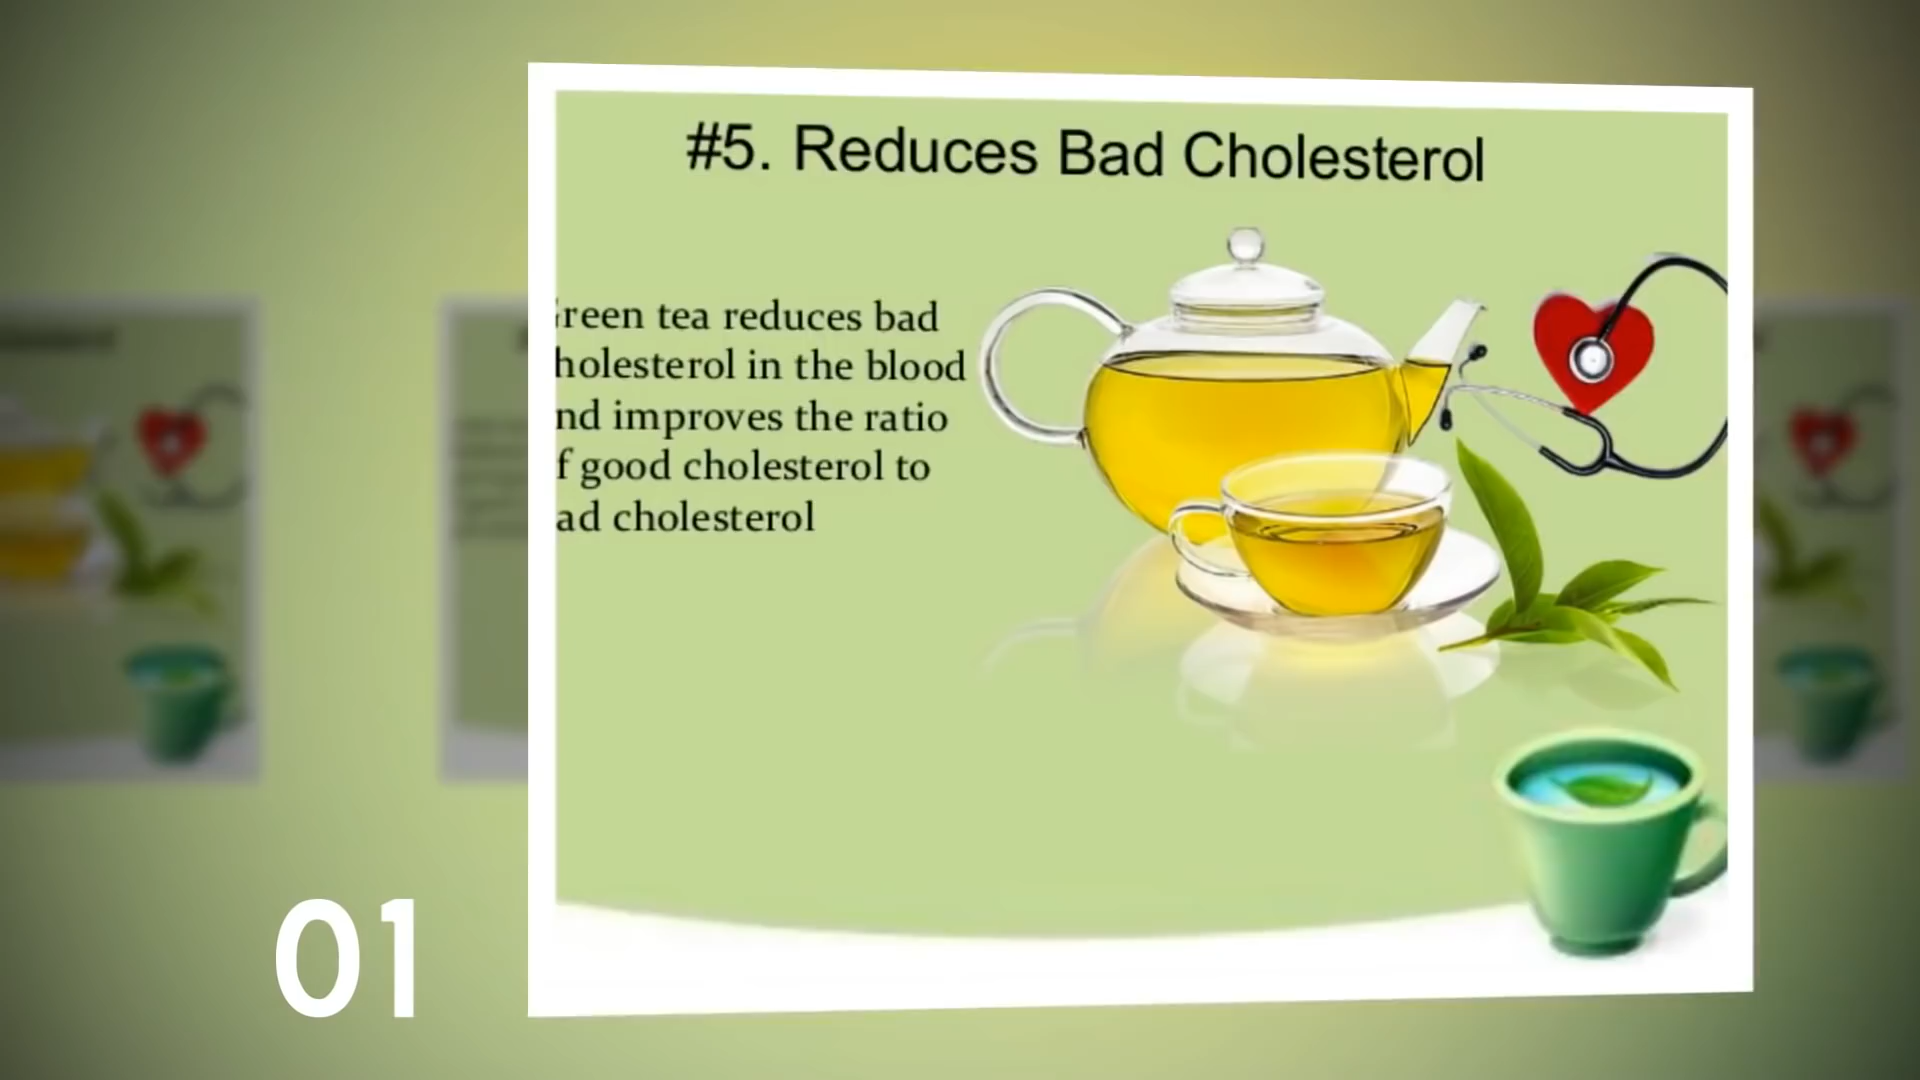 #5. Reduces Bad Cholesterol
reen tea reduces bad
holesterol in the blood
nd improves the ratio
f good cholesterol to
ad cholesterol
01